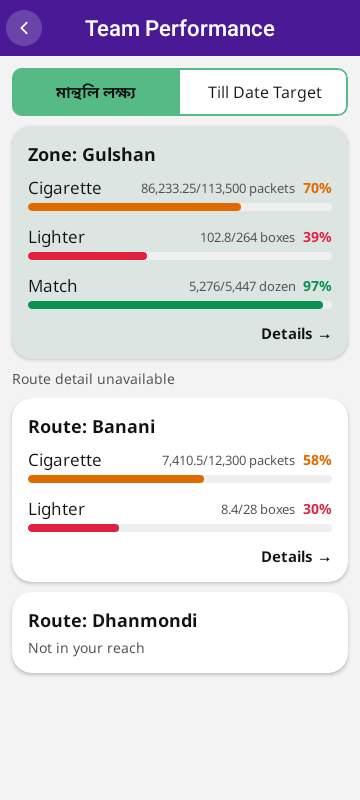 Team Performance
মান্থলি লক্ষ্য
Till Date Target
Zone: Gulshan
Cigarette 86,233.25/113,500 packets 70%
Lighter 102.8/264 boxes 39%
Match 5,276/5,447 dozen 97%
Details →
Route detail unavailable
Route: Banani
Cigarette 7,410.5/12,300 packets 58%
Lighter 8.4/28 boxes 30%
Details →
Route: Dhanmondi
Not in your reach